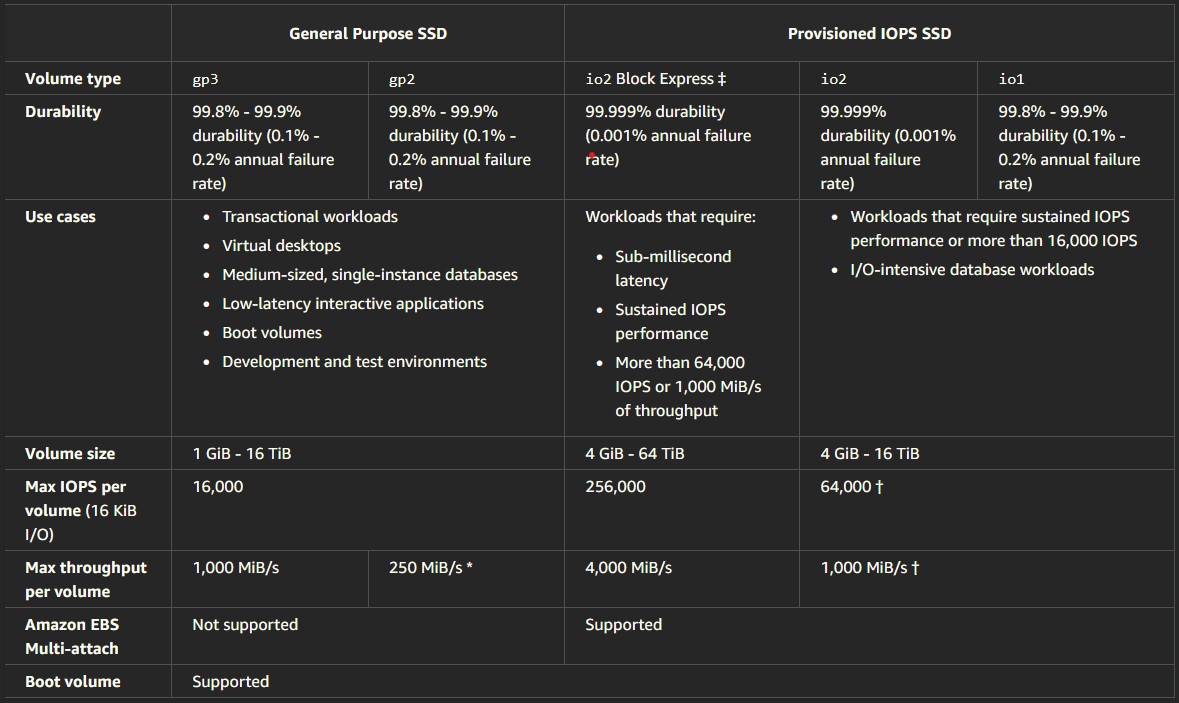 General Purpose SSD
Provisioned IOPS SSD
Volume type
gp3
gp2
io2 Block Express ‡
io2
io1
Durability
99.8% - 99.9%
durability (0.1% -
0.2% annual failure
rate)
99.8% - 99.9%
durability (0.1% -
0.2% annual failure
rate)
99.999% durability
(0.001% annual failure
rate)
99.999%
durability (0.001%
annual failure
rate)
99.8% - 99.9%
durability (0.1% -
0.2% annual failure
rate)
Use cases
• Transactional workloads
• Virtual desktops
• Medium-sized, single-instance databases
• Low-latency interactive applications
• Boot volumes
• Development and test environments
Workloads that require:
• Sub-millisecond
latency
• Sustained IOPS
performance
• More than 64,000
IOPS or 1,000 MiB/s
of throughput
• Workloads that require sustained IOPS
performance or more than 16,000 IOPS
• I/O-intensive database workloads
Volume size
1 GiB - 16 TiB
4 GiB - 64 TiB
4 GiB - 16 TiB
Max IOPS per
volume (16 KiB
I/O)
16,000
256,000
64,000 †
Max throughput
per volume
1,000 MiB/s
250 MiB/s *
4,000 MiB/s
1,000 MiB/s †
Amazon EBS
Multi-attach
Not supported
Supported
Boot volume
Supported